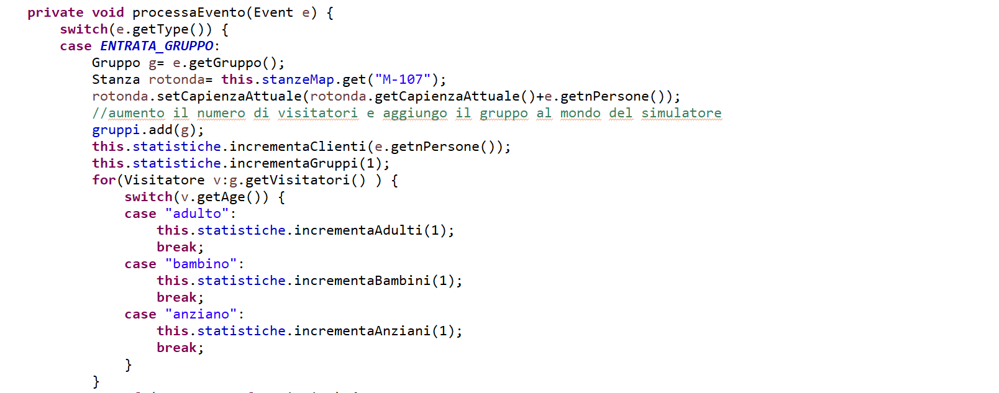 private void processaEvento(Event e) {
switch(e.getType()) {
case ENTRATA_GRUPPO:
Gruppo g= e.getGruppo();
Stanza rotonda= this.stanzeMap.get("M-107");
rotonda.setCapienzaAttuale(rotonda.getCapienzaAttuale()+e.getnPersone());
//aumento il numero di visitatori e aggiungo il gruppo al mondo del simulatore
gruppi.add(g);
this.statistiche.incrementaClienti(e.getnPersone());
this.statistiche.incrementaGruppi(1);
for(Visitatore v:g.getVisitatori() ) {
switch(v.getAge()) {
case "adulto":
this.statistiche.incrementaAdulti(1);
break;
case "bambino":
this.statistiche.incrementaBambini(1);
break;
case "anziano":
this.statistiche.incrementaAnziani(1);
break;
}
}